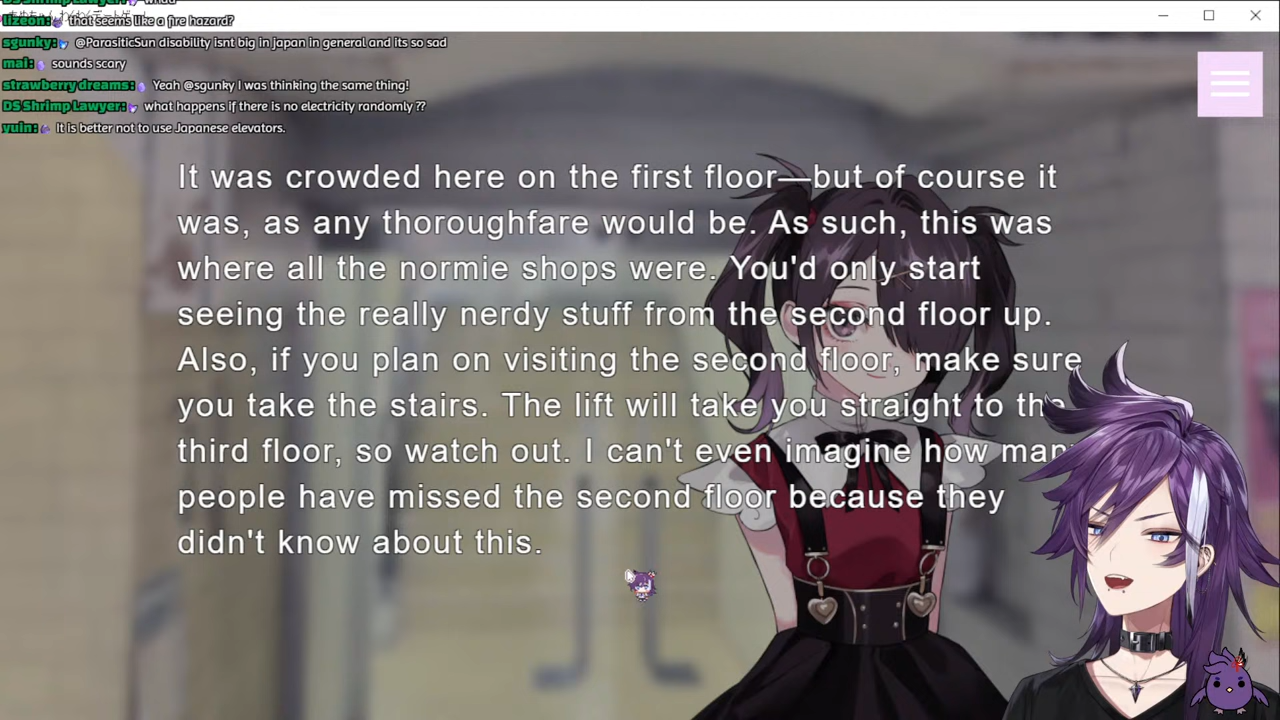 DS Shrimp Lawyer:
lizeon: that seems like a fire hazard?
sgunky: @ParasiticSun disability isnt big in japan in general and its so sad
mai: sounds scary
strawberry dreams: Yeah @sgunky I was thinking the same thing!
DS Shrimp Lawyer: what happens if there is no electricity randomly ??
yuin: It is better not to use Japanese elevators.
It was crowded here on the first floor—but of course it
was, as any thoroughfare would be. As such, this was
where all the normie shops were. You'd only start
seeing the really nerdy stuff from the second floor up.
Also, if you plan on visiting the second floor, make sure
you take the stairs. The lift will take you straight to the
third floor, so watch out. I can't even imagine how many
people have missed the second floor because they
didn't know about this.